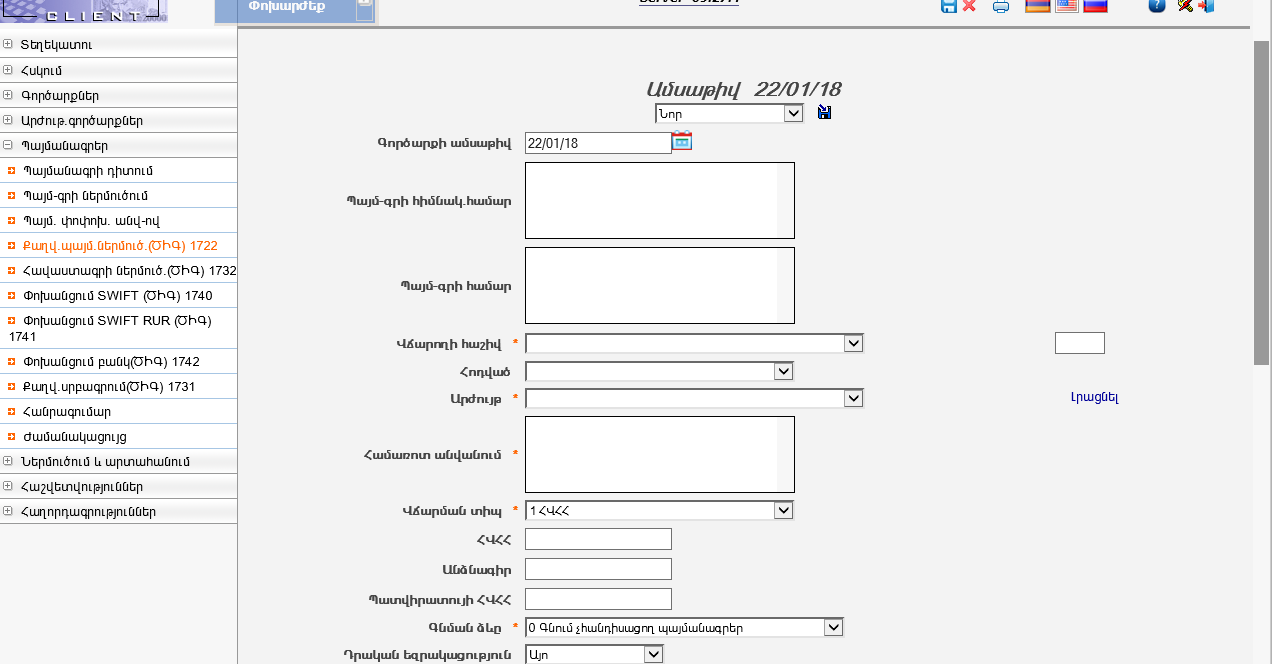 CLIENT
Փոխարժեք
Տեղեկատու
Հսկում
Գործարքներ
Արժութ.գործարքներ
Պայմանագրեր
Պայմանագրի դիտում
Պայմ-գրի ներմուծում
Պայմ. փոփոխ. անվ-ով
Քաղվ.պայմ.ներմուծ.(ԾԻԳ) 1722
Հավաստագրի ներմուծ.(ԾԻԳ) 1732
Փոխանցում SWIFT (ԾԻԳ) 1740
Փոխանցում SWIFT RUR (ԾԻԳ)
1741
Փոխանցում բանկ(ԾԻԳ) 1742
Քաղվ.սրբագրում(ԾԻԳ) 1731
Հանրագումար
Ժամանակացույց
Ներմուծում և արտահանում
Հաշվետվություններ
Հաղորդագրություններ
Ամսաթիվ 22/01/18
Նոր
Գործարքի ամսաթիվ 22/01/18
Պայմ-գրի հիմնակ.համար
Պայմ-գրի համար
Վճարողի հաշիվ *
Հոդված
Արժույթ * Լրացնել
Համառոտ անվանում *
Վճարման տիպ * 1 ՀՎՀՀ
ՀՎՀՀ
Անձնագիր
Պատվիրատույի ՀՎՀՀ
Գնման ձևը * 0 Գնում չհանդիսացող պայմանագրեր
Դրական եզրակացություն Այո